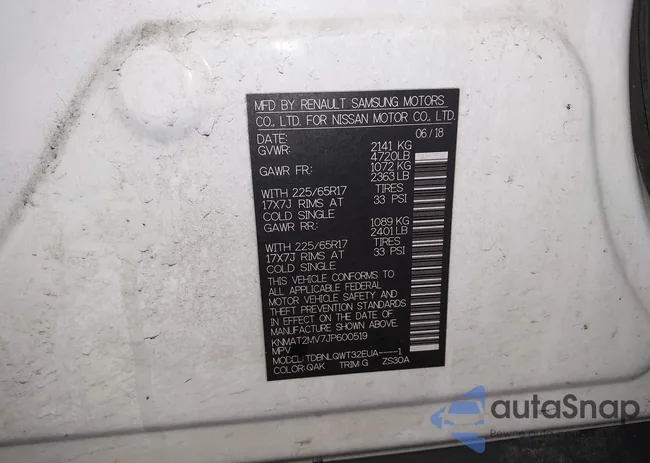 MFD BY RENAULT SAMSUNG MOTORS
CO., LTD. FOR NISSAN MOTOR CO., LTD.
DATE: 06/18
GVWR: 2141 KG
4720LB
GAWR FR: 1072 KG
2363LB
WITH 225/65R17 TIRES
17X7J RIMS AT 33 PSI
COLD SINGLE
GAWR RR: 1089 KG
2401LB
WITH 225/65R17 TIRES
17X7J RIMS AT 33 PSI
COLD SINGLE
THIS VEHICLE CONFORMS TO
ALL APPLICABLE FEDERAL
MOTOR VEHICLE SAFETY AND
THEFT PREVENTION STANDARDS
IN EFFECT ON THE DATE OF
MANUFACTURE SHOWN ABOVE.
KNMAT2MV7JP600519
MPV
MODEL: TDBNLGWT32EUA----1
COLOR: QAK TRIM: G ZS30A
autaSnap
Powered auto-